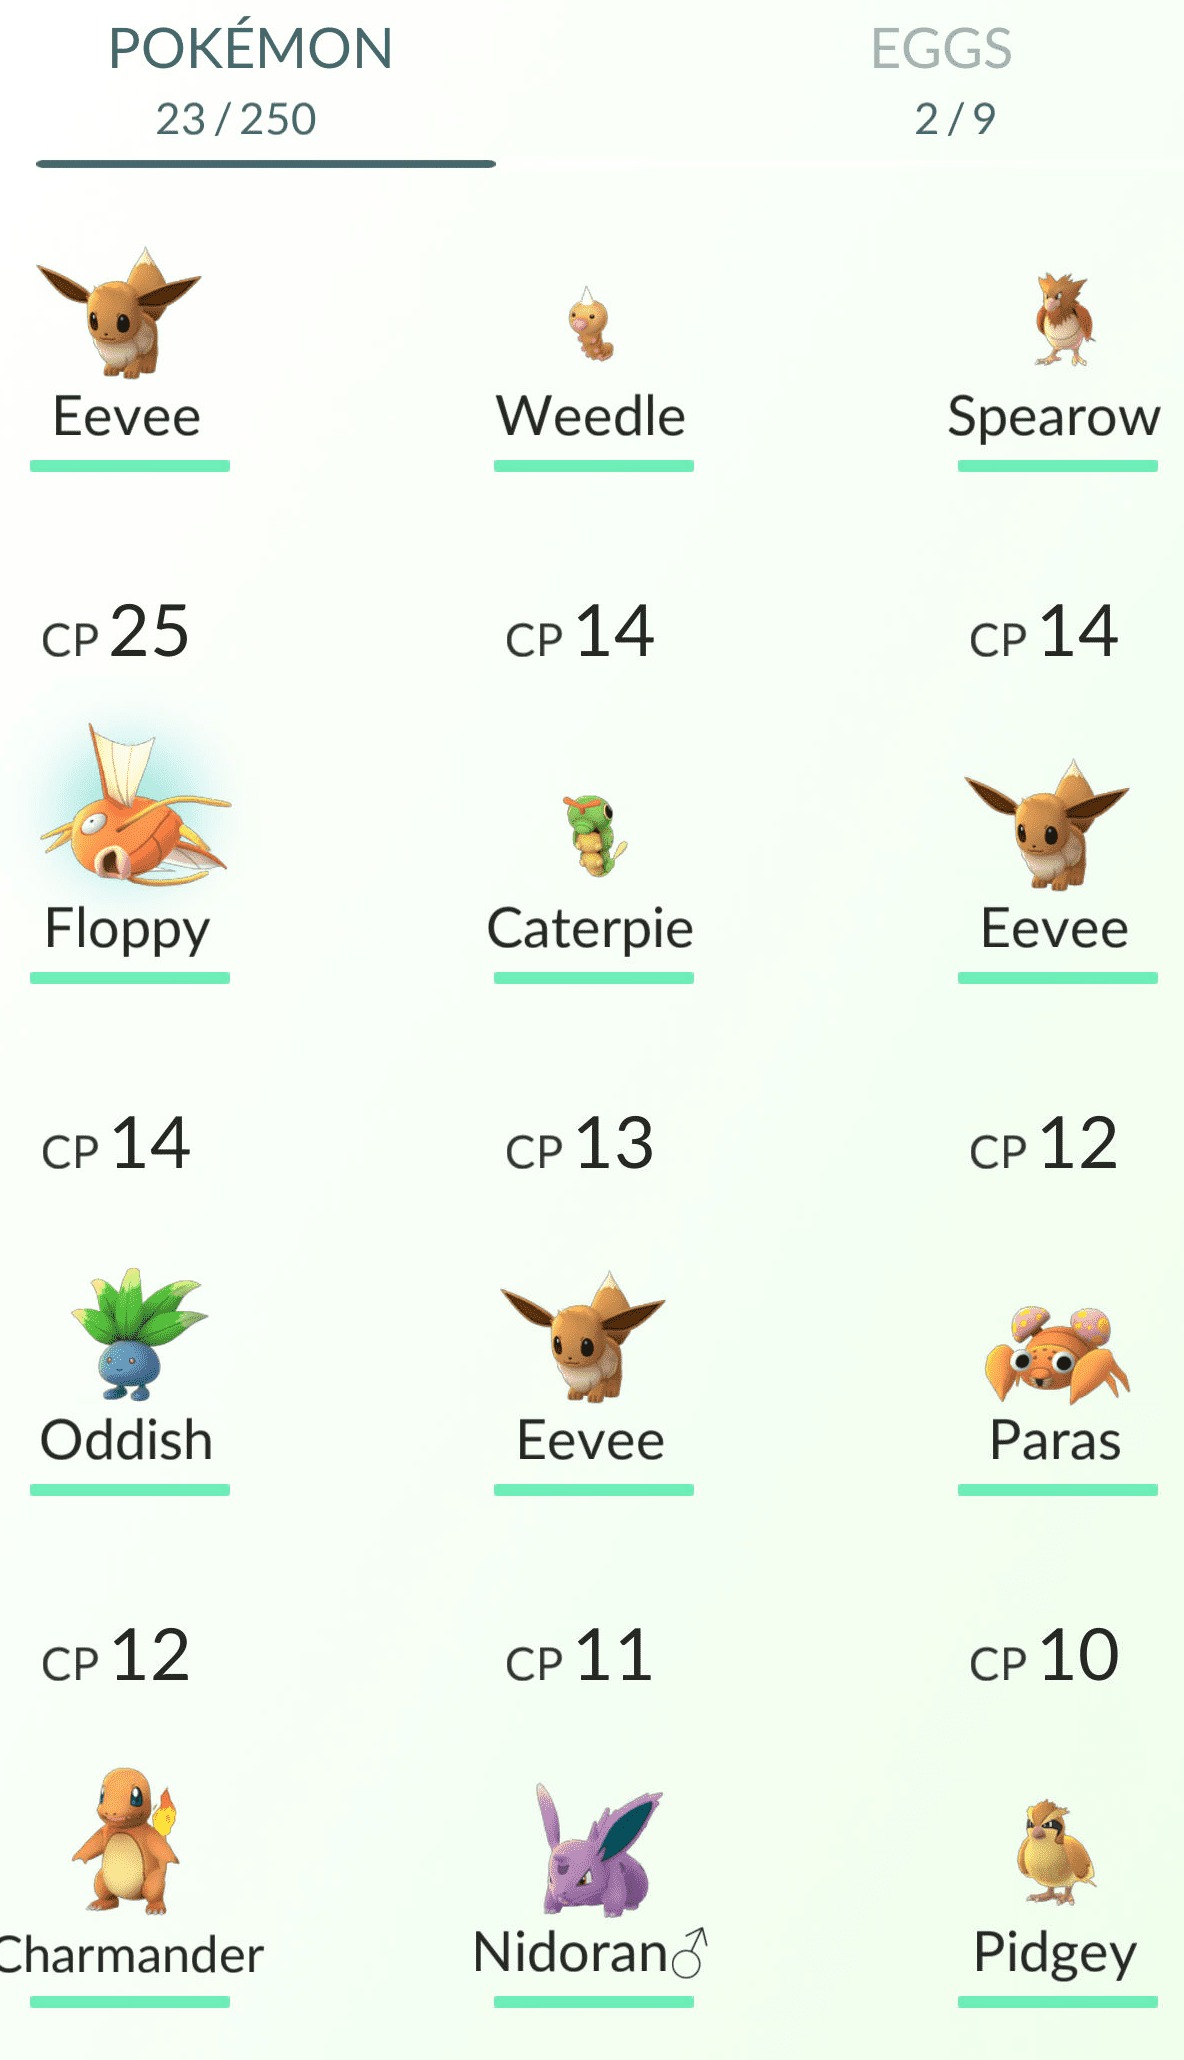 POKÉMON EGGS
23 / 250 2 / 9
Eevee Weedle Spearow
CP 25 CP 14 CP 14
Floppy Caterpie Eevee
CP 14 CP 13 CP 12
Oddish Eevee Paras
CP 12 CP 11 CP 10
Charmander Nidoran♂ Pidgey